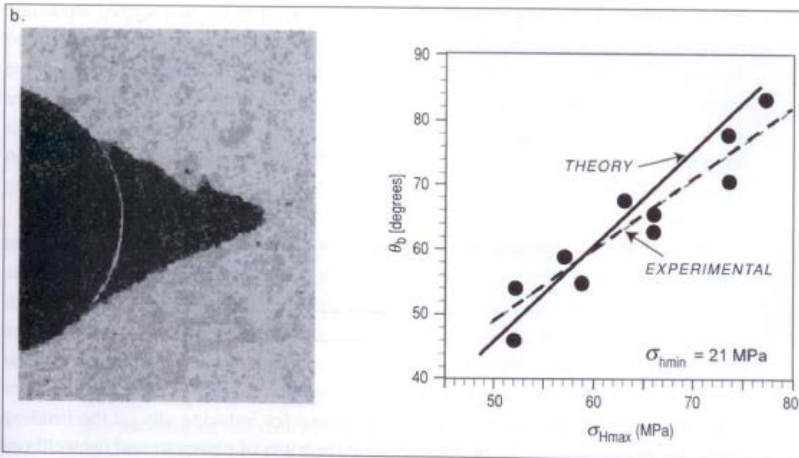 b.
90
80
70
60
50
40
θb [degrees]
THEORY
EXPERIMENTAL
σhmin = 21 MPa
50
60
70
80
σHmax (MPa)